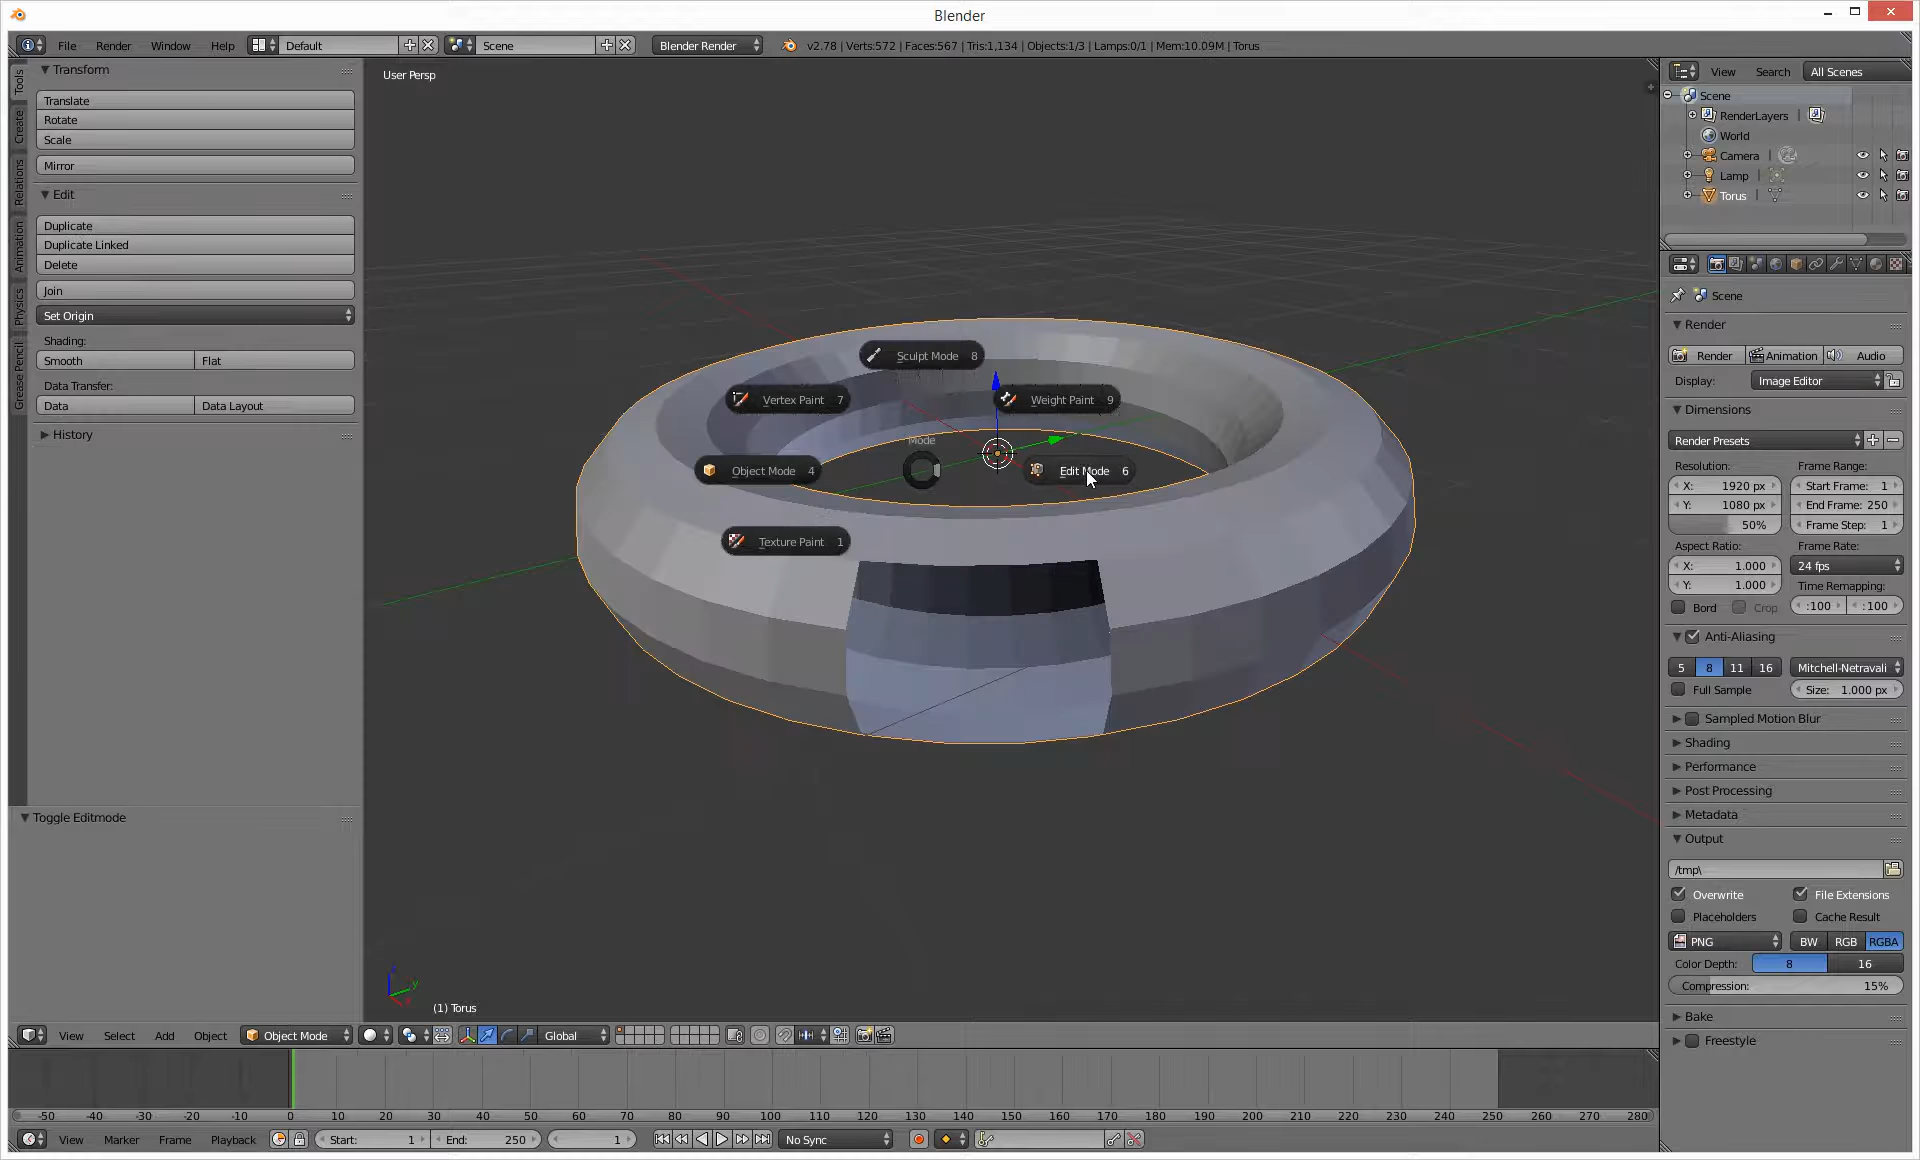 Blender
File Render Window Help Default Scene Blender Render v2.78 | Verts:572 | Faces:567 | Tris:1,134 | Objects:1/3 | Lamps:0/1 | Mem:10.09M | Torus
Tools
Create
Relations
Animation
Physics
Grease Pencil
Transform
Translate
Rotate
Scale
Mirror
Edit
Duplicate
Duplicate Linked
Delete
Join
Set Origin
Shading:
Smooth Flat
Data Transfer:
Data Data Layout
History
Toggle Editmode
User Persp
Sculpt Mode 8
Vertex Paint 7
Weight Paint 9
Mode
Object Mode 4
Edit Mode 6
Texture Paint 1
z
y
x
(1) Torus
View Select Add Object Object Mode Global
-50 -40 -30 -20 -10 0 10 20 30 40 50 60 70 80 90 100 110 120 130 140 150 160 170 180 190 200 210 220 230 240 250 260 270 280
View Marker Frame Playback Start: 1 End: 250 1 No Sync
View Search All Scenes
Scene
RenderLayers |
World
Camera |
Lamp |
Torus |
Scene
Render
Render Animation Audio
Display: Image Editor
Dimensions
Render Presets
Resolution: Frame Range:
X: 1920 px Start Frame: 1
Y: 1080 px End Frame: 250
50% Frame Step: 1
Aspect Ratio: Frame Rate:
X: 1.000 24 fps
Y: 1.000 Time Remapping:
Bord Crop :100 :100
Anti-Aliasing
5 8 11 16 Mitchell-Netravali
Full Sample Size: 1.000 px
Sampled Motion Blur
Shading
Performance
Post Processing
Metadata
Output
/tmp\
Overwrite File Extensions
Placeholders Cache Result
PNG BW RGB RGBA
Color Depth: 8 16
Compression: 15%
Bake
Freestyle